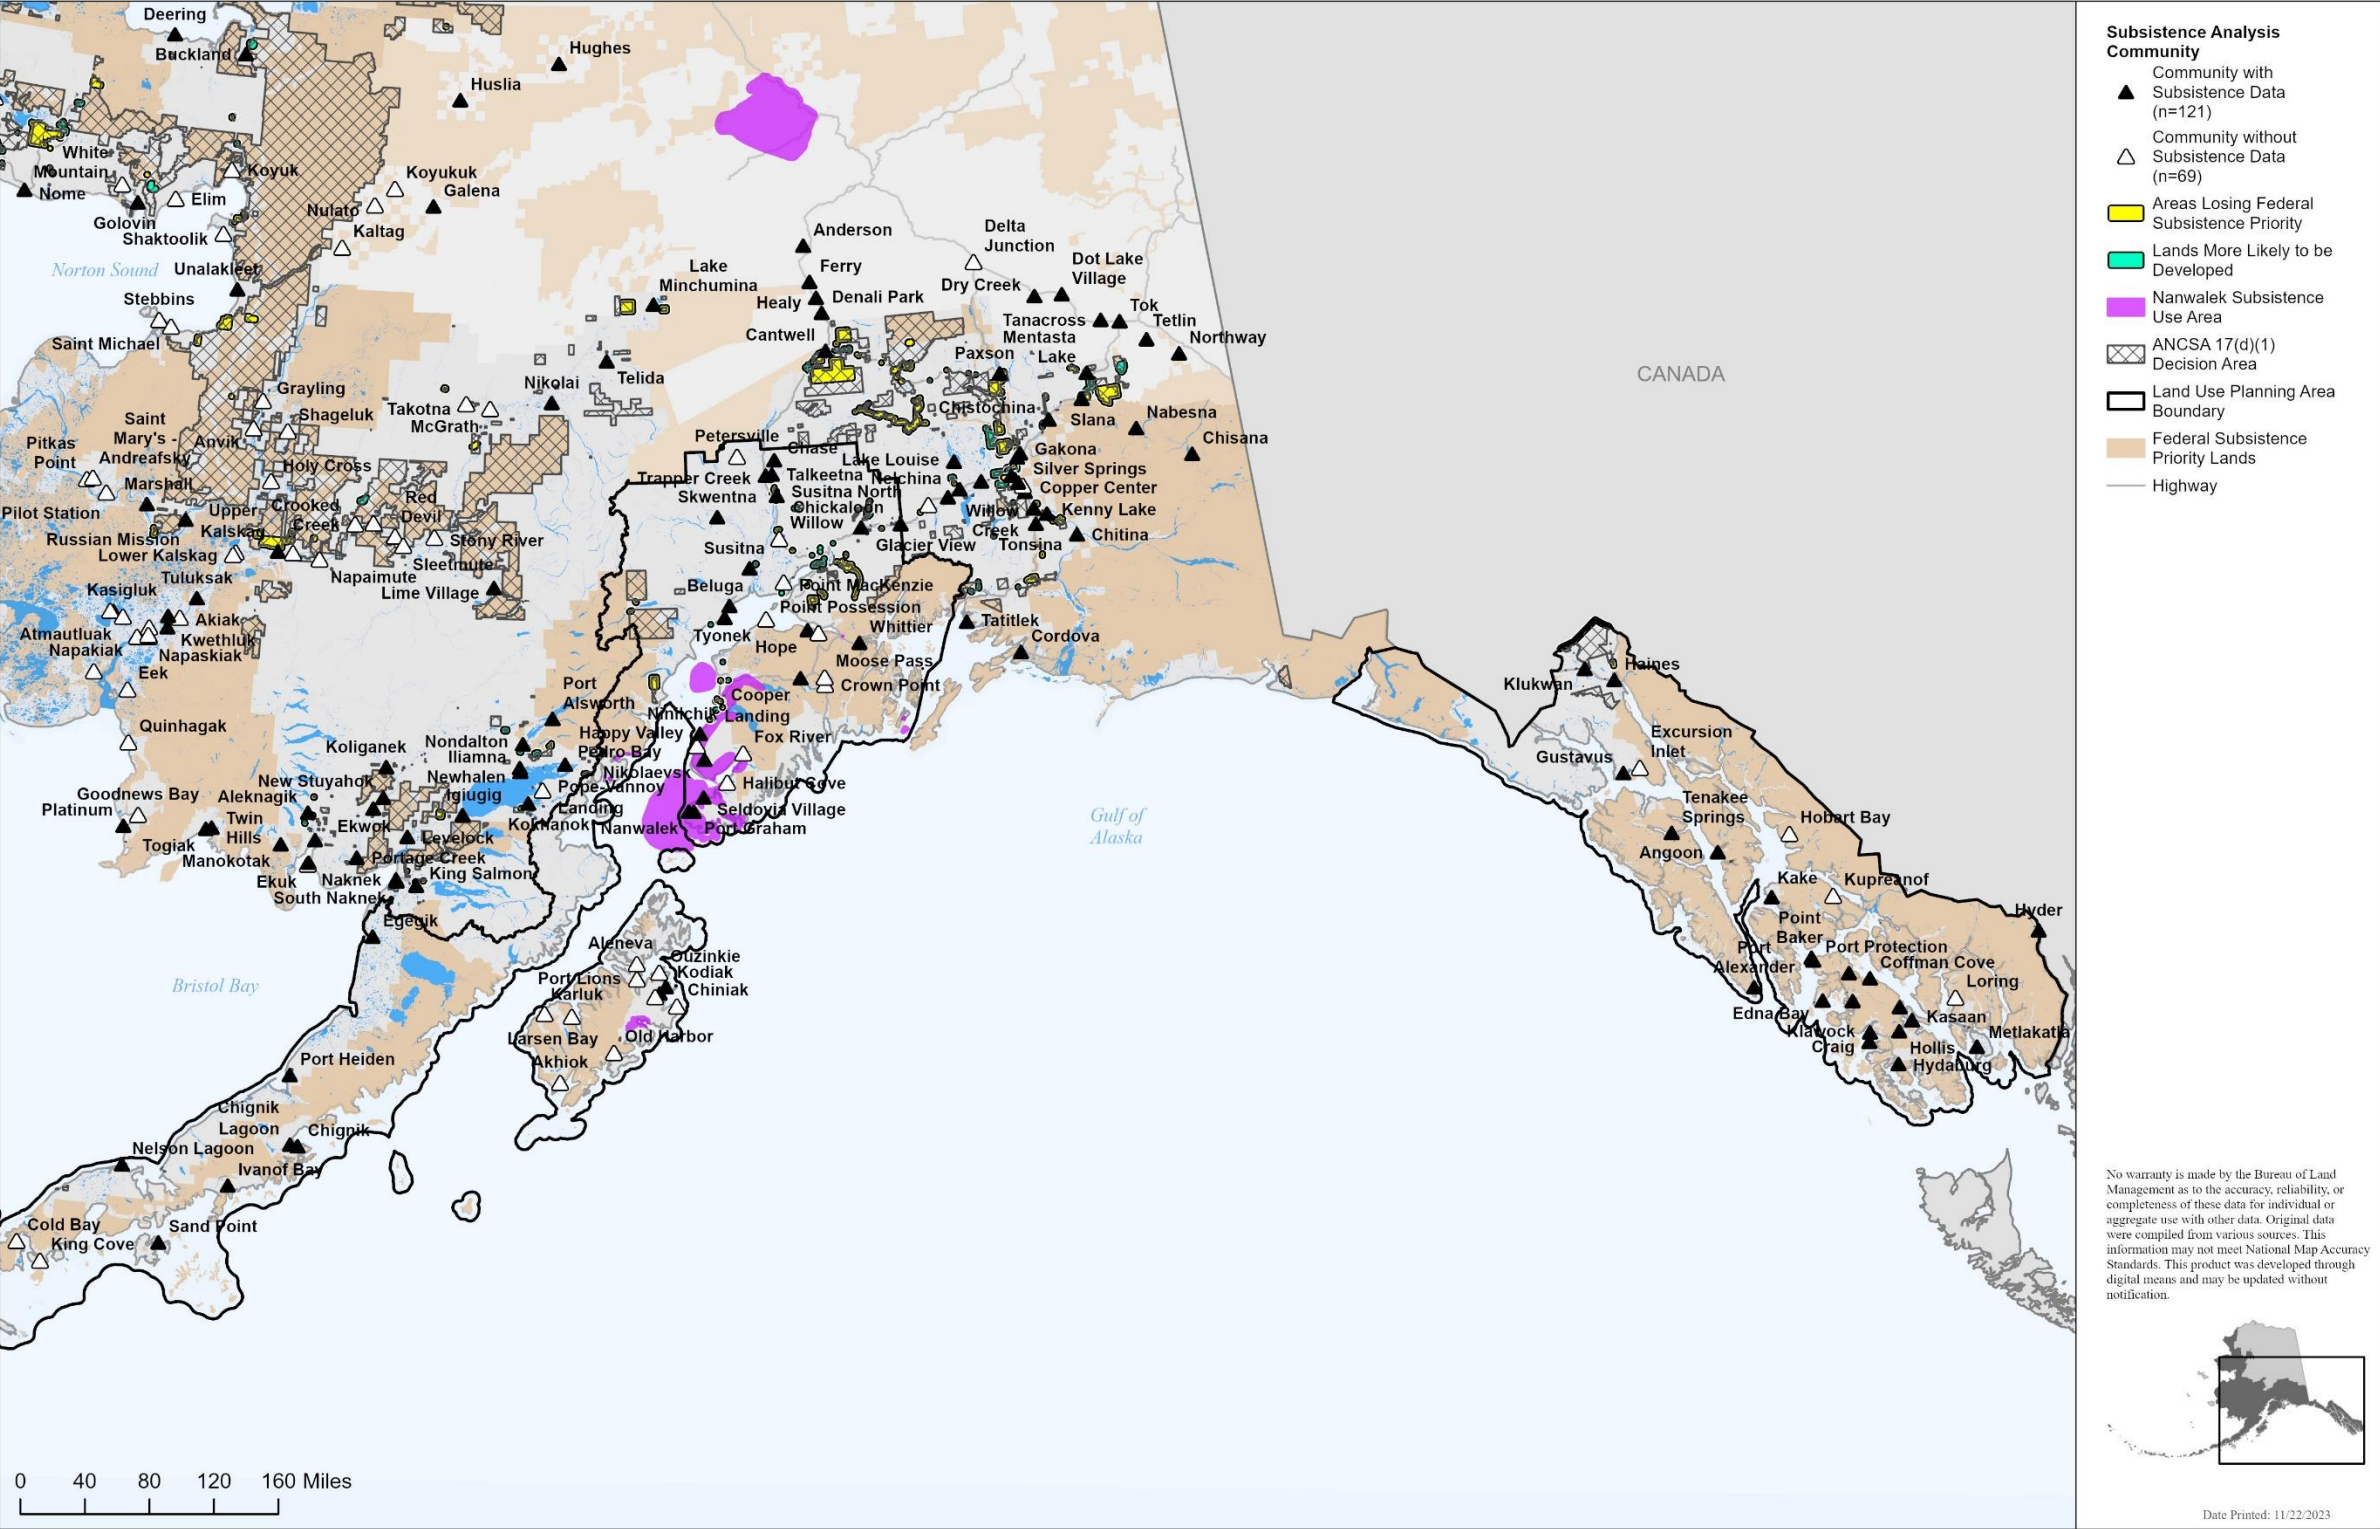 Deering
Buckland
Hughes
Huslia
White
Mountain
Nome
Koyuk
Koyukuk
Galena
Elim
Nulato
Golovin
Shaktoolik
Kaltag
Norton Sound
Unalakleet
Stebbins
Saint Michael
Anderson
Delta
Junction
Ferry
Lake
Minchumina
Dot Lake
Village
Dry Creek
Healy
Denali Park
Tok
Tanacross
Tetlin
Cantwell
Mentasta
Lake
Northway
Paxson
CANADA
Grayling
Nikolai
Telida
Shageluk
Takotna
McGrath
Chistochina
Slana
Nabesna
Saint
Mary's -
Andreafsky
Pitkas
Point
Anvik
Petersville
Chase
Chisana
Gakona
Holy Cross
Lake Louise
Silver Springs
Marshall
Trapper Creek
Talkeetna
Nelchina
Copper Center
Red
Devil
Skwentna
Susitna North
Pilot Station
Upper
Kalskag
Crooked
Creek
Chickaloon
Willow
Willow
Creek
Kenny Lake
Russian Mission
Stony River
Lower Kalskag
Susitna
Glacier View
Tonsina
Chitina
Sleetmute
Tuluksak
Napaimute
Kasigluk
Lime Village
Beluga
Point MacKenzie
Point Possession
Akiak
Whittier
Tatitlek
Atmautluak
Kwethluk
Tyonek
Cordova
Napakiak
Napaskiak
Hope
Moose Pass
Eek
Crown Point
Port
Alsworth
Cooper
Landing
Ninilchik
Klukwan
Haines
Quinhagak
Happy Valley
Fox River
Koliganek
Nondalton
Pedro Bay
Excursion
Inlet
Iliamna
Nikolaevsk
Gustavus
New Stuyahok
Newhalen
Halibut Cove
Goodnews Bay
Aleknagik
Igiugig
Pope-Vannoy
Landing
Platinum
Seldovia Village
Tenakee
Springs
Twin
Hills
Ekwok
Kokhanok
Nanwalek
Port Graham
Gulf of
Alaska
Hobart Bay
Togiak
Levelock
Manokotak
Portage Creek
Angoon
King Salmon
Ekuk
Naknek
South Naknek
Kake
Kupreanof
Egegik
Hyder
Point
Baker
Aleneva
Port
Alexander
Port Protection
Ouzinkie
Kodiak
Coffman Cove
Bristol Bay
Port Lions
Chiniak
Loring
Karluk
Edna Bay
Kasaan
Larsen Bay
Old Harbor
Klawock
Metlakatla
Craig
Hollis
Port Heiden
Akhiok
Hydaburg
Chignik
Lagoon
Chignik
Nelson Lagoon
Ivanof Bay
Cold Bay
Sand Point
King Cove
0 40 80 120 160 Miles
Subsistence Analysis
Community
Community with
Subsistence Data
(n=121)
Community without
Subsistence Data
(n=69)
Areas Losing Federal
Subsistence Priority
Lands More Likely to be
Developed
Nanwalek Subsistence
Use Area
ANCSA 17(d)(1)
Decision Area
Land Use Planning Area
Boundary
Federal Subsistence
Priority Lands
Highway
No warranty is made by the Bureau of Land
Management as to the accuracy, reliability, or
completeness of these data for individual or
aggregate use with other data. Original data
were compiled from various sources. This
information may not meet National Map Accuracy
Standards. This product was developed through
digital means and may be updated without
notification.
Date Printed: 11/22/2023